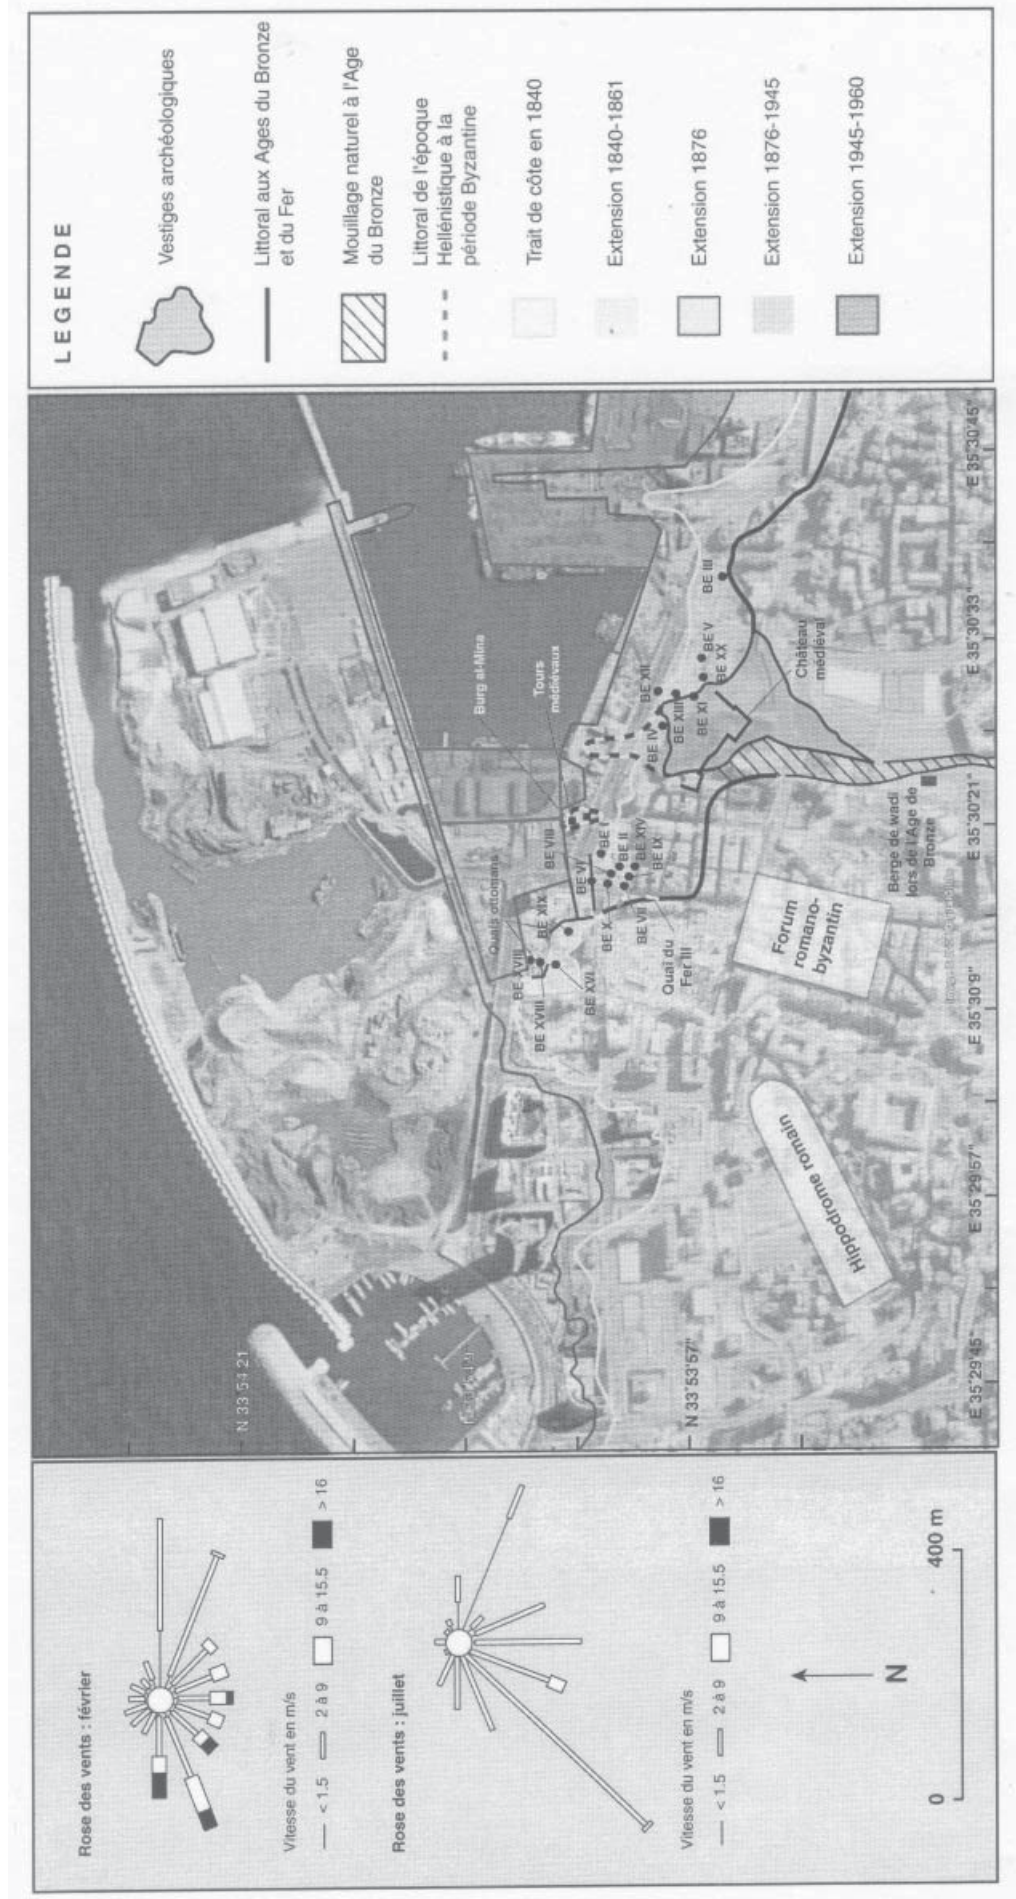 Rose des vents : février
Vitesse du vent en m/s
< 1.5
2 à 9
9 à 15.5
> 16
Rose des vents : juillet
Vitesse du vent en m/s
< 1.5
2 à 9
9 à 15.5
> 16
N
0
400 m
N 33 54 21
N 33°53'57"
E 35°29'45"
E 35°29'57"
E 35°30'9"
E 35°30'21"
E 35°30'33"
E 35°30'45"
Burg al-Mina
Tours
médiévaux
Quais ottomans
BE XVIII
BE XVIII
BE XVI
BE XIX
BE X
BE VI
BE VIII
BE VII
BE I
BE II
BE XIV
BE IX
BE IV
BE XII
BE XIII
BE XI
BE V
BE XX
BE III
Quai du
Fer III
Château
médiéval
Berge de wadi
lors de l'Age de
Bronze
Forum
romano-
byzantin
Hippodrome romain
LEGENDE
Vestiges archéologiques
Littoral aux Ages du Bronze
et du Fer
Mouillage naturel à l'Age
du Bronze
Littoral de l'époque
Hellénistique à la
période Byzantine
Trait de côte en 1840
Extension 1840-1861
Extension 1876
Extension 1876-1945
Extension 1945-1960